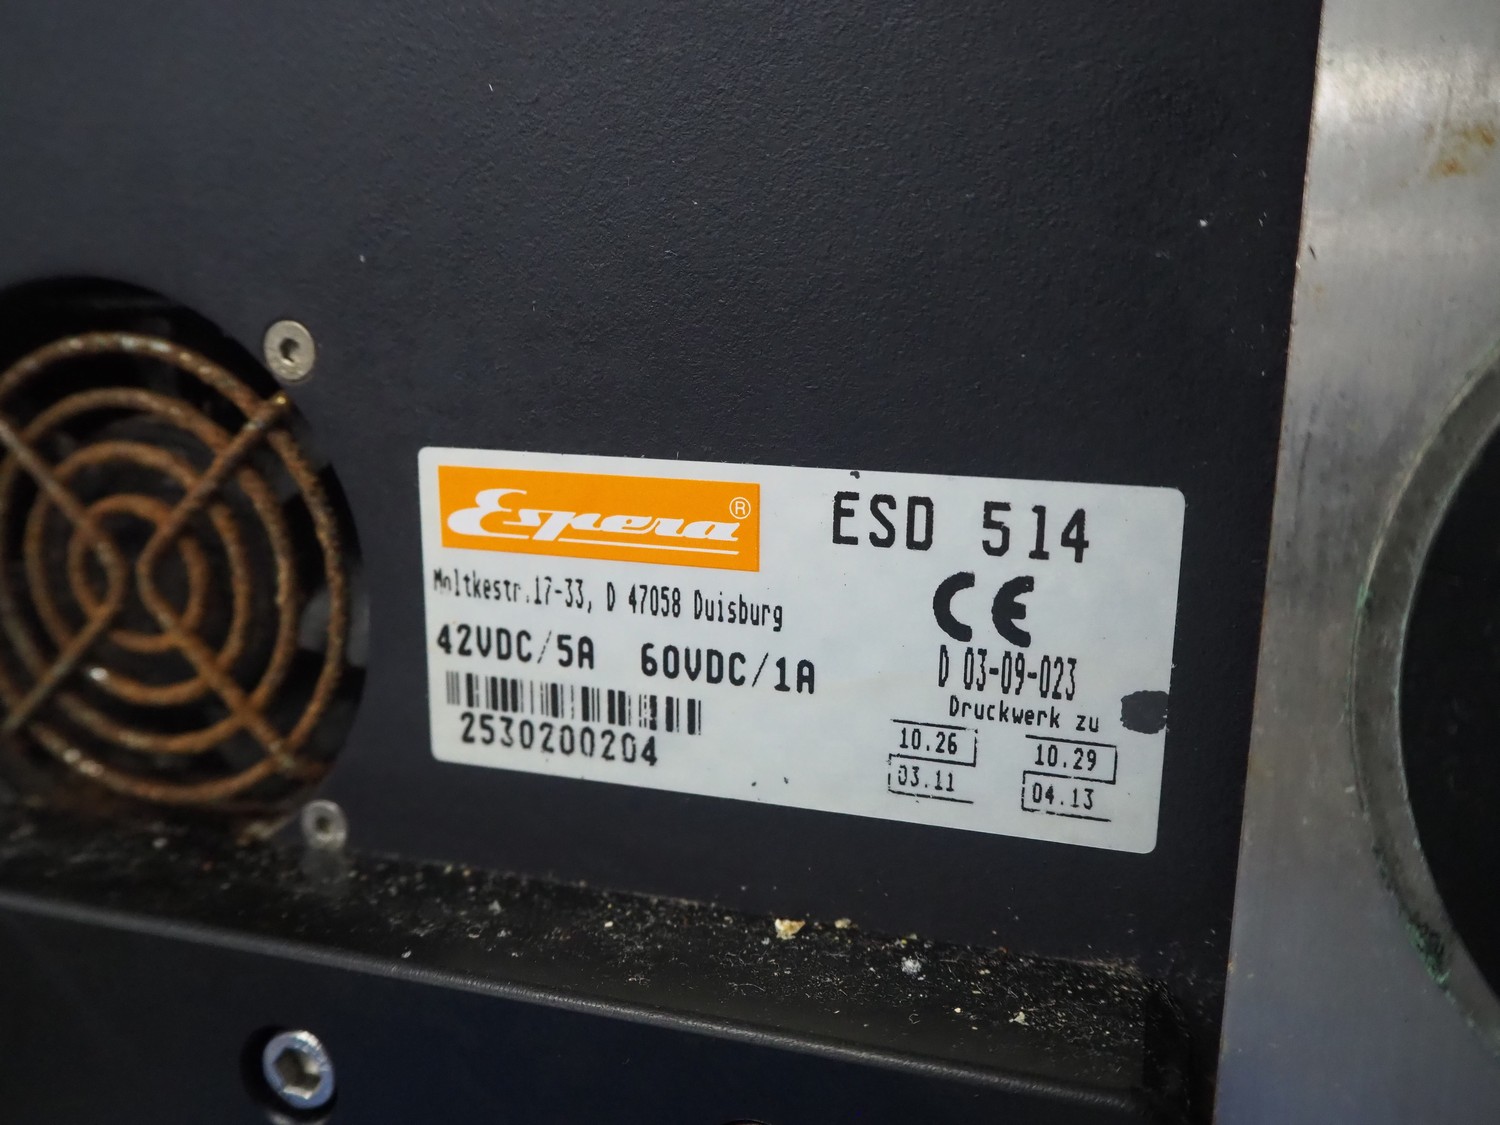 Espera®
ESD 514
Moltkestr.17-33, D 47058 Duisburg
CE
42VDC/5A 60VDC/1A
D 03-09-023
2530200204
Druckwerk zu
10.26 10.29
03.11 04.13